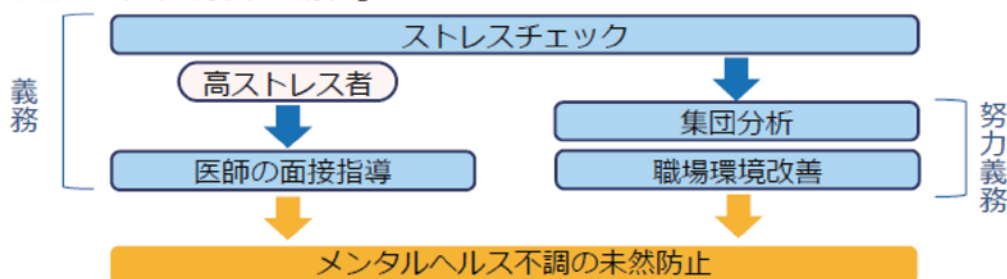 ストレスチェック
義務
高ストレス者
医師の面接指導
集団分析
職場環境改善
努力義務
メンタルヘルス不調の未然防止